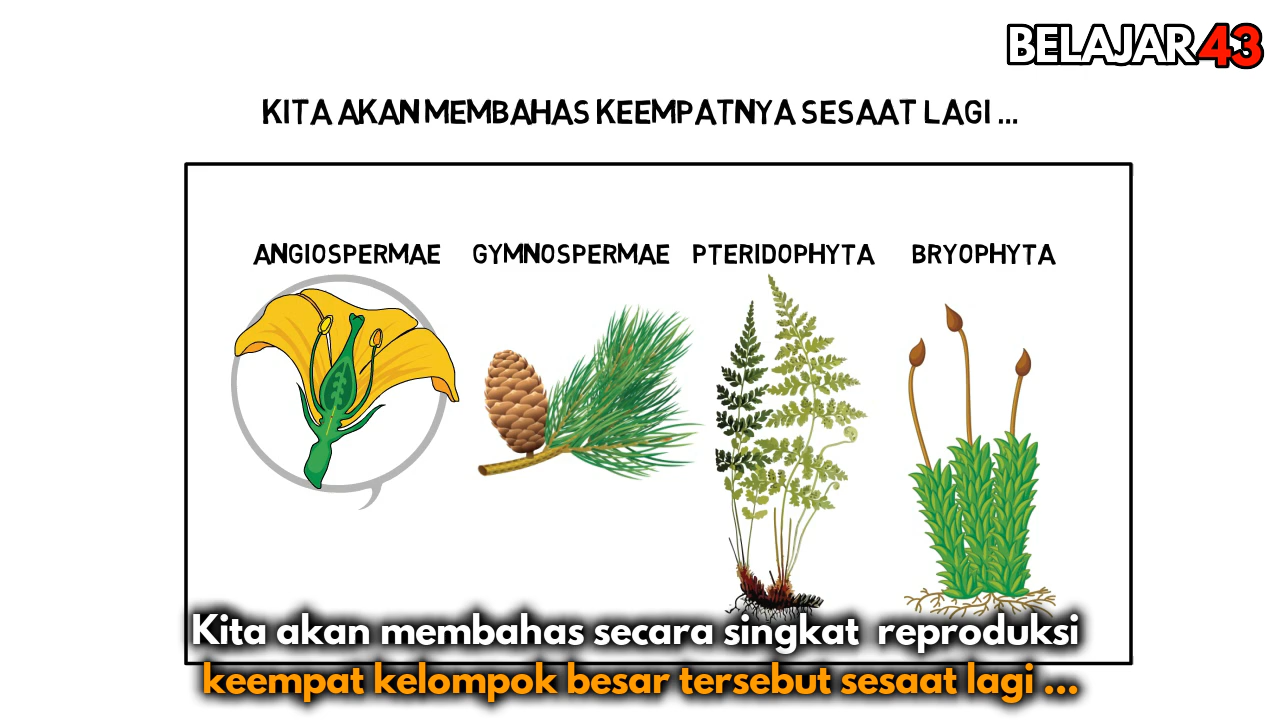 BELAJAR43
KITA AKAN MEMBAHAS KEEMPATNYA SESAAT LAGI ...
ANGIOSPERMAE GYMNOSPERMAE PTERIDOPHYTA BRYOPHYTA
Kita akan membahas secara singkat reproduksi
keempat kelompok besar tersebut sesaat lagi ...